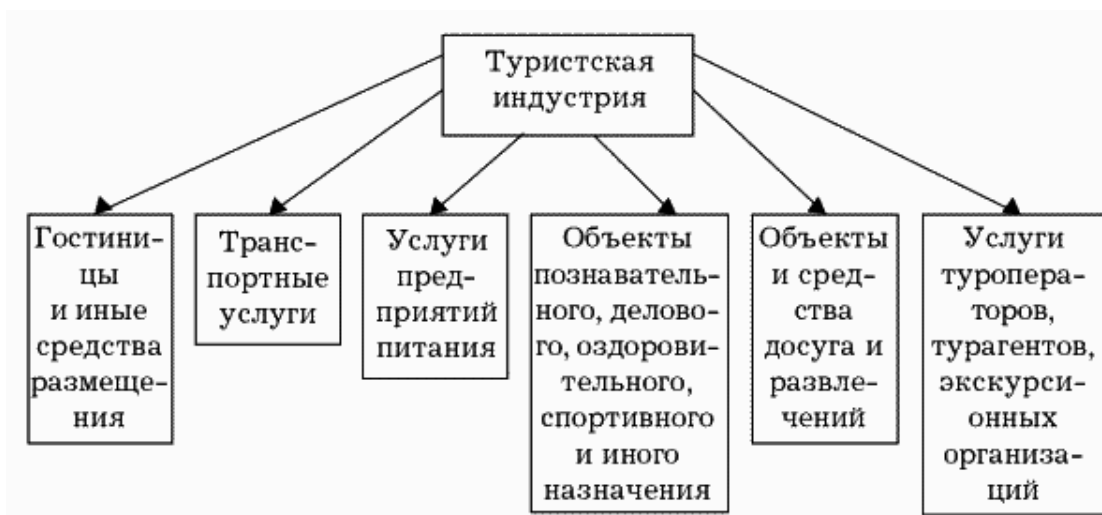 Туристская
индустрия
Гостини-
цы
и иные
средства
размеще-
ния
Транс-
портные
услуги
Услуги
пред-
приятий
питания
Объекты
познаватель-
ного, делово-
го, оздорови-
тельного,
спортивного
и иного
назначения
Объекты
и сред-
ства
досуга и
развле-
чений
Услуги
туропера-
торов,
турагентов,
экскурси-
онных
организа-
ций